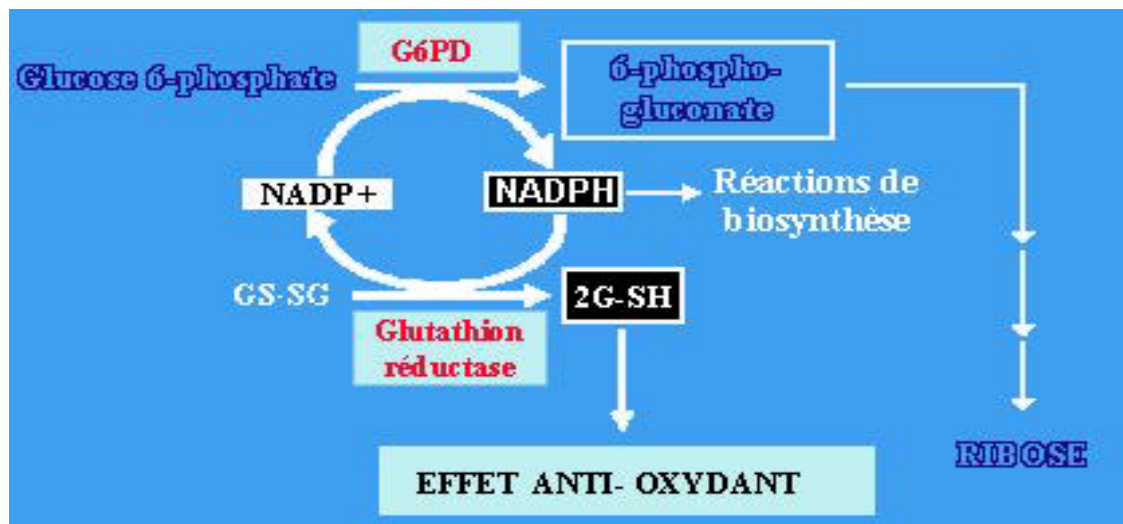 G6PD
Glucose 6-phosphate
6-phospho-
gluconate
NADP+
NADPH
Réactions de
biosynthèse
GS-SG
2G-SH
Glutathion
réductase
RIBOSE
EFFET ANTI- OXYDANT